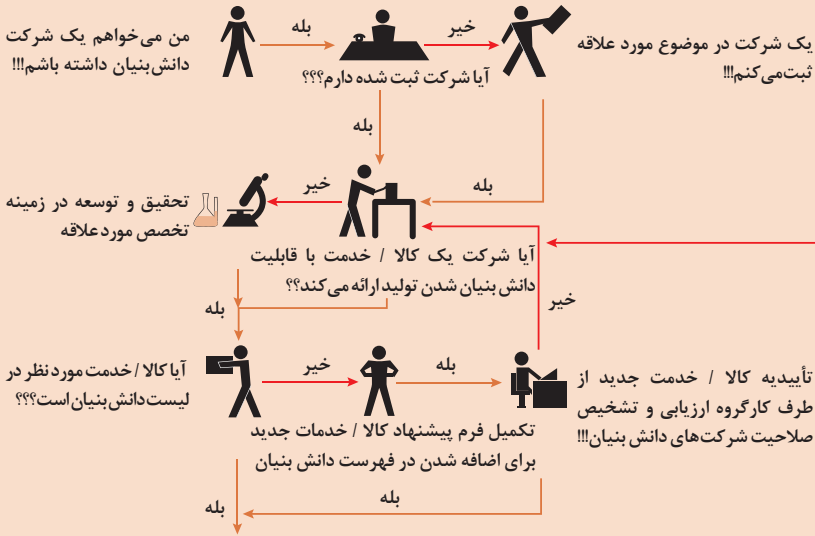 من می‌خواهم یک شرکت
دانش‌بنیان داشته باشم!!!
بله
آیا شرکت ثبت شده دارم؟؟؟
خیر
یک شرکت در موضوع مورد علاقه
ثبت‌می‌کنم!!!
بله
بله
خیر
تحقیق و توسعه در زمینه
تخصص مورد علاقه
آیا شرکت یک کالا / خدمت با قابلیت
دانش‌بنیان شدن تولید ارائه می‌کند؟؟
بله
خیر
آیا کالا / خدمت مورد نظر در
لیست‌دانش‌بنیان است؟؟؟
خیر
تکمیل فرم پیشنهاد کالا / خدمات جدید
برای اضافه شدن در فهرست دانش بنیان
بله
تأییدیه کالا / خدمت جدید از
طرف کارگروه ارزیابی و تشخیص
صلاحیت شرکت‌های دانش بنیان!!!
بله
بله